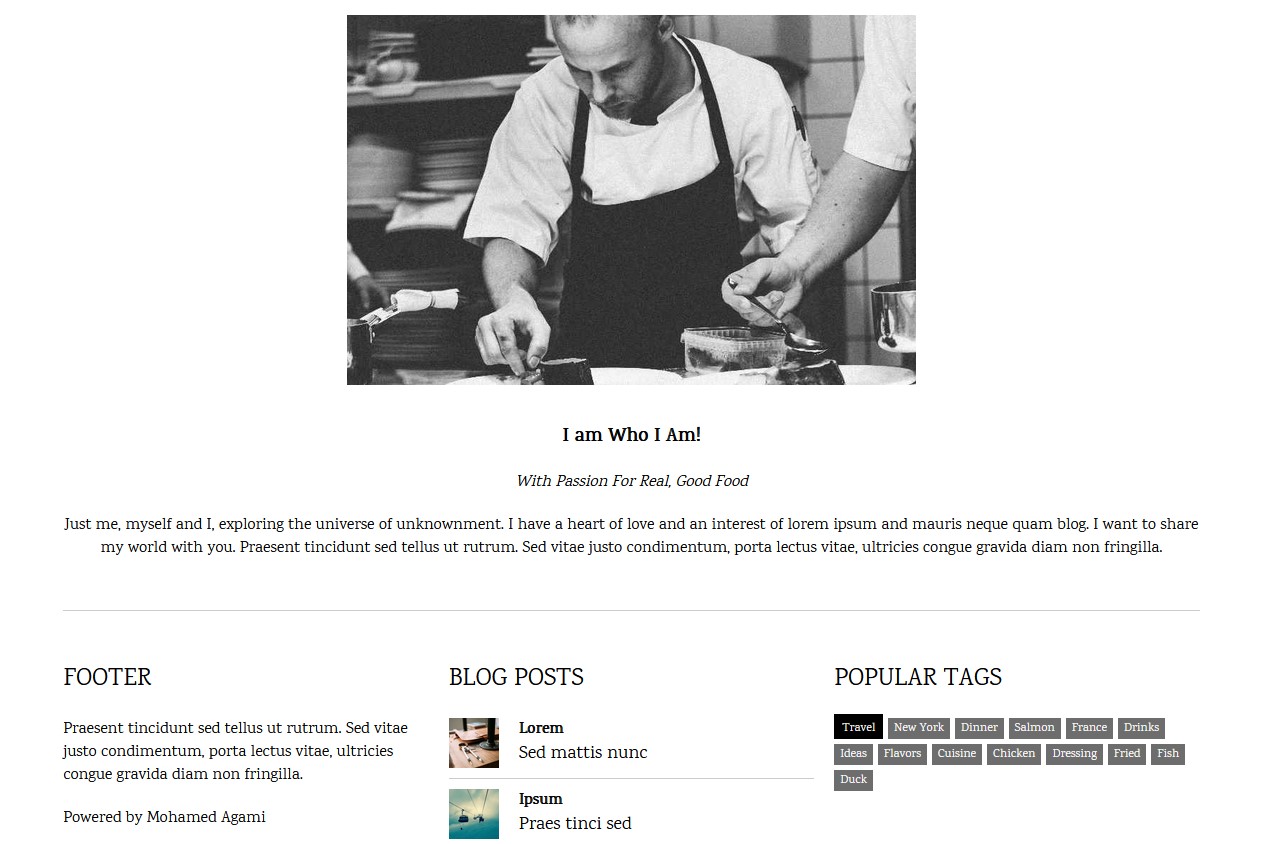 I am Who I Am!
With Passion For Real, Good Food
Just me, myself and I, exploring the universe of unknownment. I have a heart of love and an interest of lorem ipsum and mauris neque quam blog. I want to share
my world with you. Praesent tincidunt sed tellus ut rutrum. Sed vitae justo condimentum, porta lectus vitae, ultricies congue gravida diam non fringilla.
FOOTER
Praesent tincidunt sed tellus ut rutrum. Sed vitae
justo condimentum, porta lectus vitae, ultricies
congue gravida diam non fringilla.
Powered by Mohamed Agami
BLOG POSTS
Lorem
Sed mattis nunc
Ipsum
Praes tinci sed
POPULAR TAGS
Travel New York Dinner Salmon France Drinks
Ideas Flavors Cuisine Chicken Dressing Fried Fish
Duck